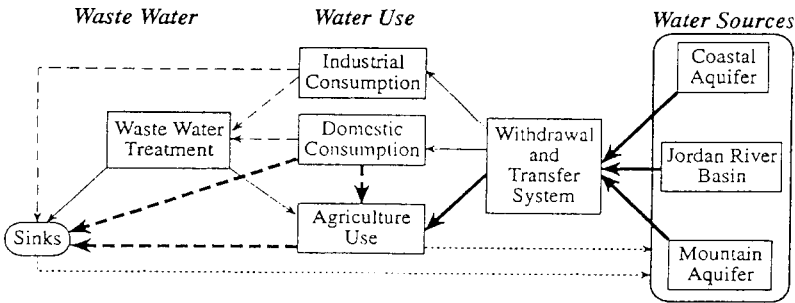 Waste Water
Water Use
Water Sources
Industrial
Consumption
Coastal
Aquifer
Waste Water
Treatment
Domestic
Consumption
Withdrawal
and
Transfer
System
Jordan River
Basin
Sinks
Agriculture
Use
Mountain
Aquifer